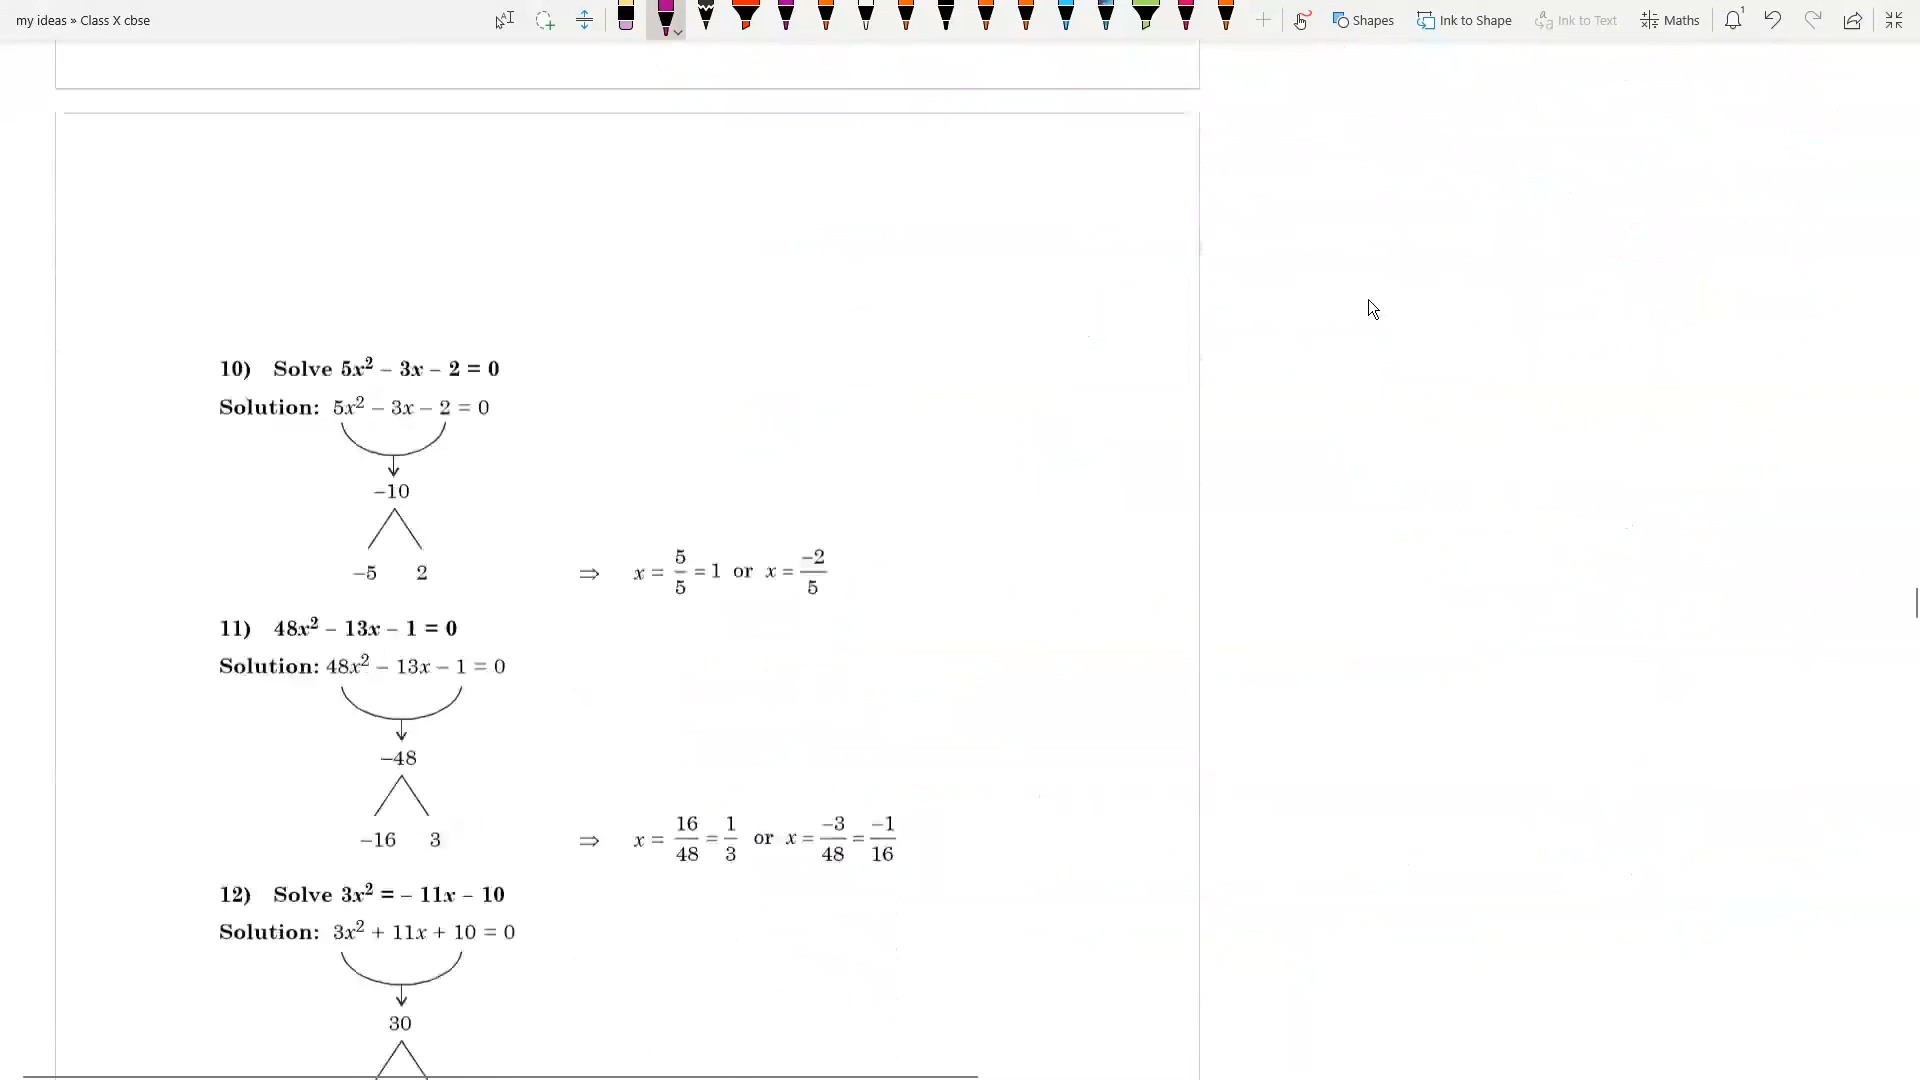 my ideas » Class X cbse
Shapes
Ink to Shape
Ink to Text
Maths
1
10) Solve 5x² – 3x – 2 = 0
Solution: 5x² – 3x – 2 = 0
–10
–5 2 ⇒ x = 5/5 = 1 or x = –2/5
11) 48x² – 13x – 1 = 0
Solution: 48x² – 13x – 1 = 0
–48
–16 3 ⇒ x = 16/48 = 1/3 or x = –3/48 = –1/16
12) Solve 3x² = – 11x – 10
Solution: 3x² + 11x + 10 = 0
30